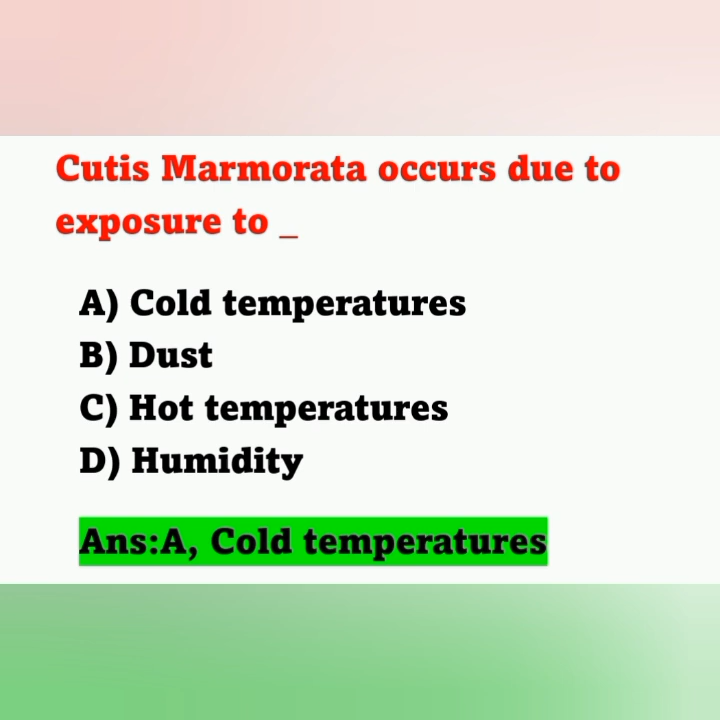 Cutis Marmorata occurs due to
exposure to _
A) Cold temperatures
B) Dust
C) Hot temperatures
D) Humidity
Ans:A, Cold temperatures